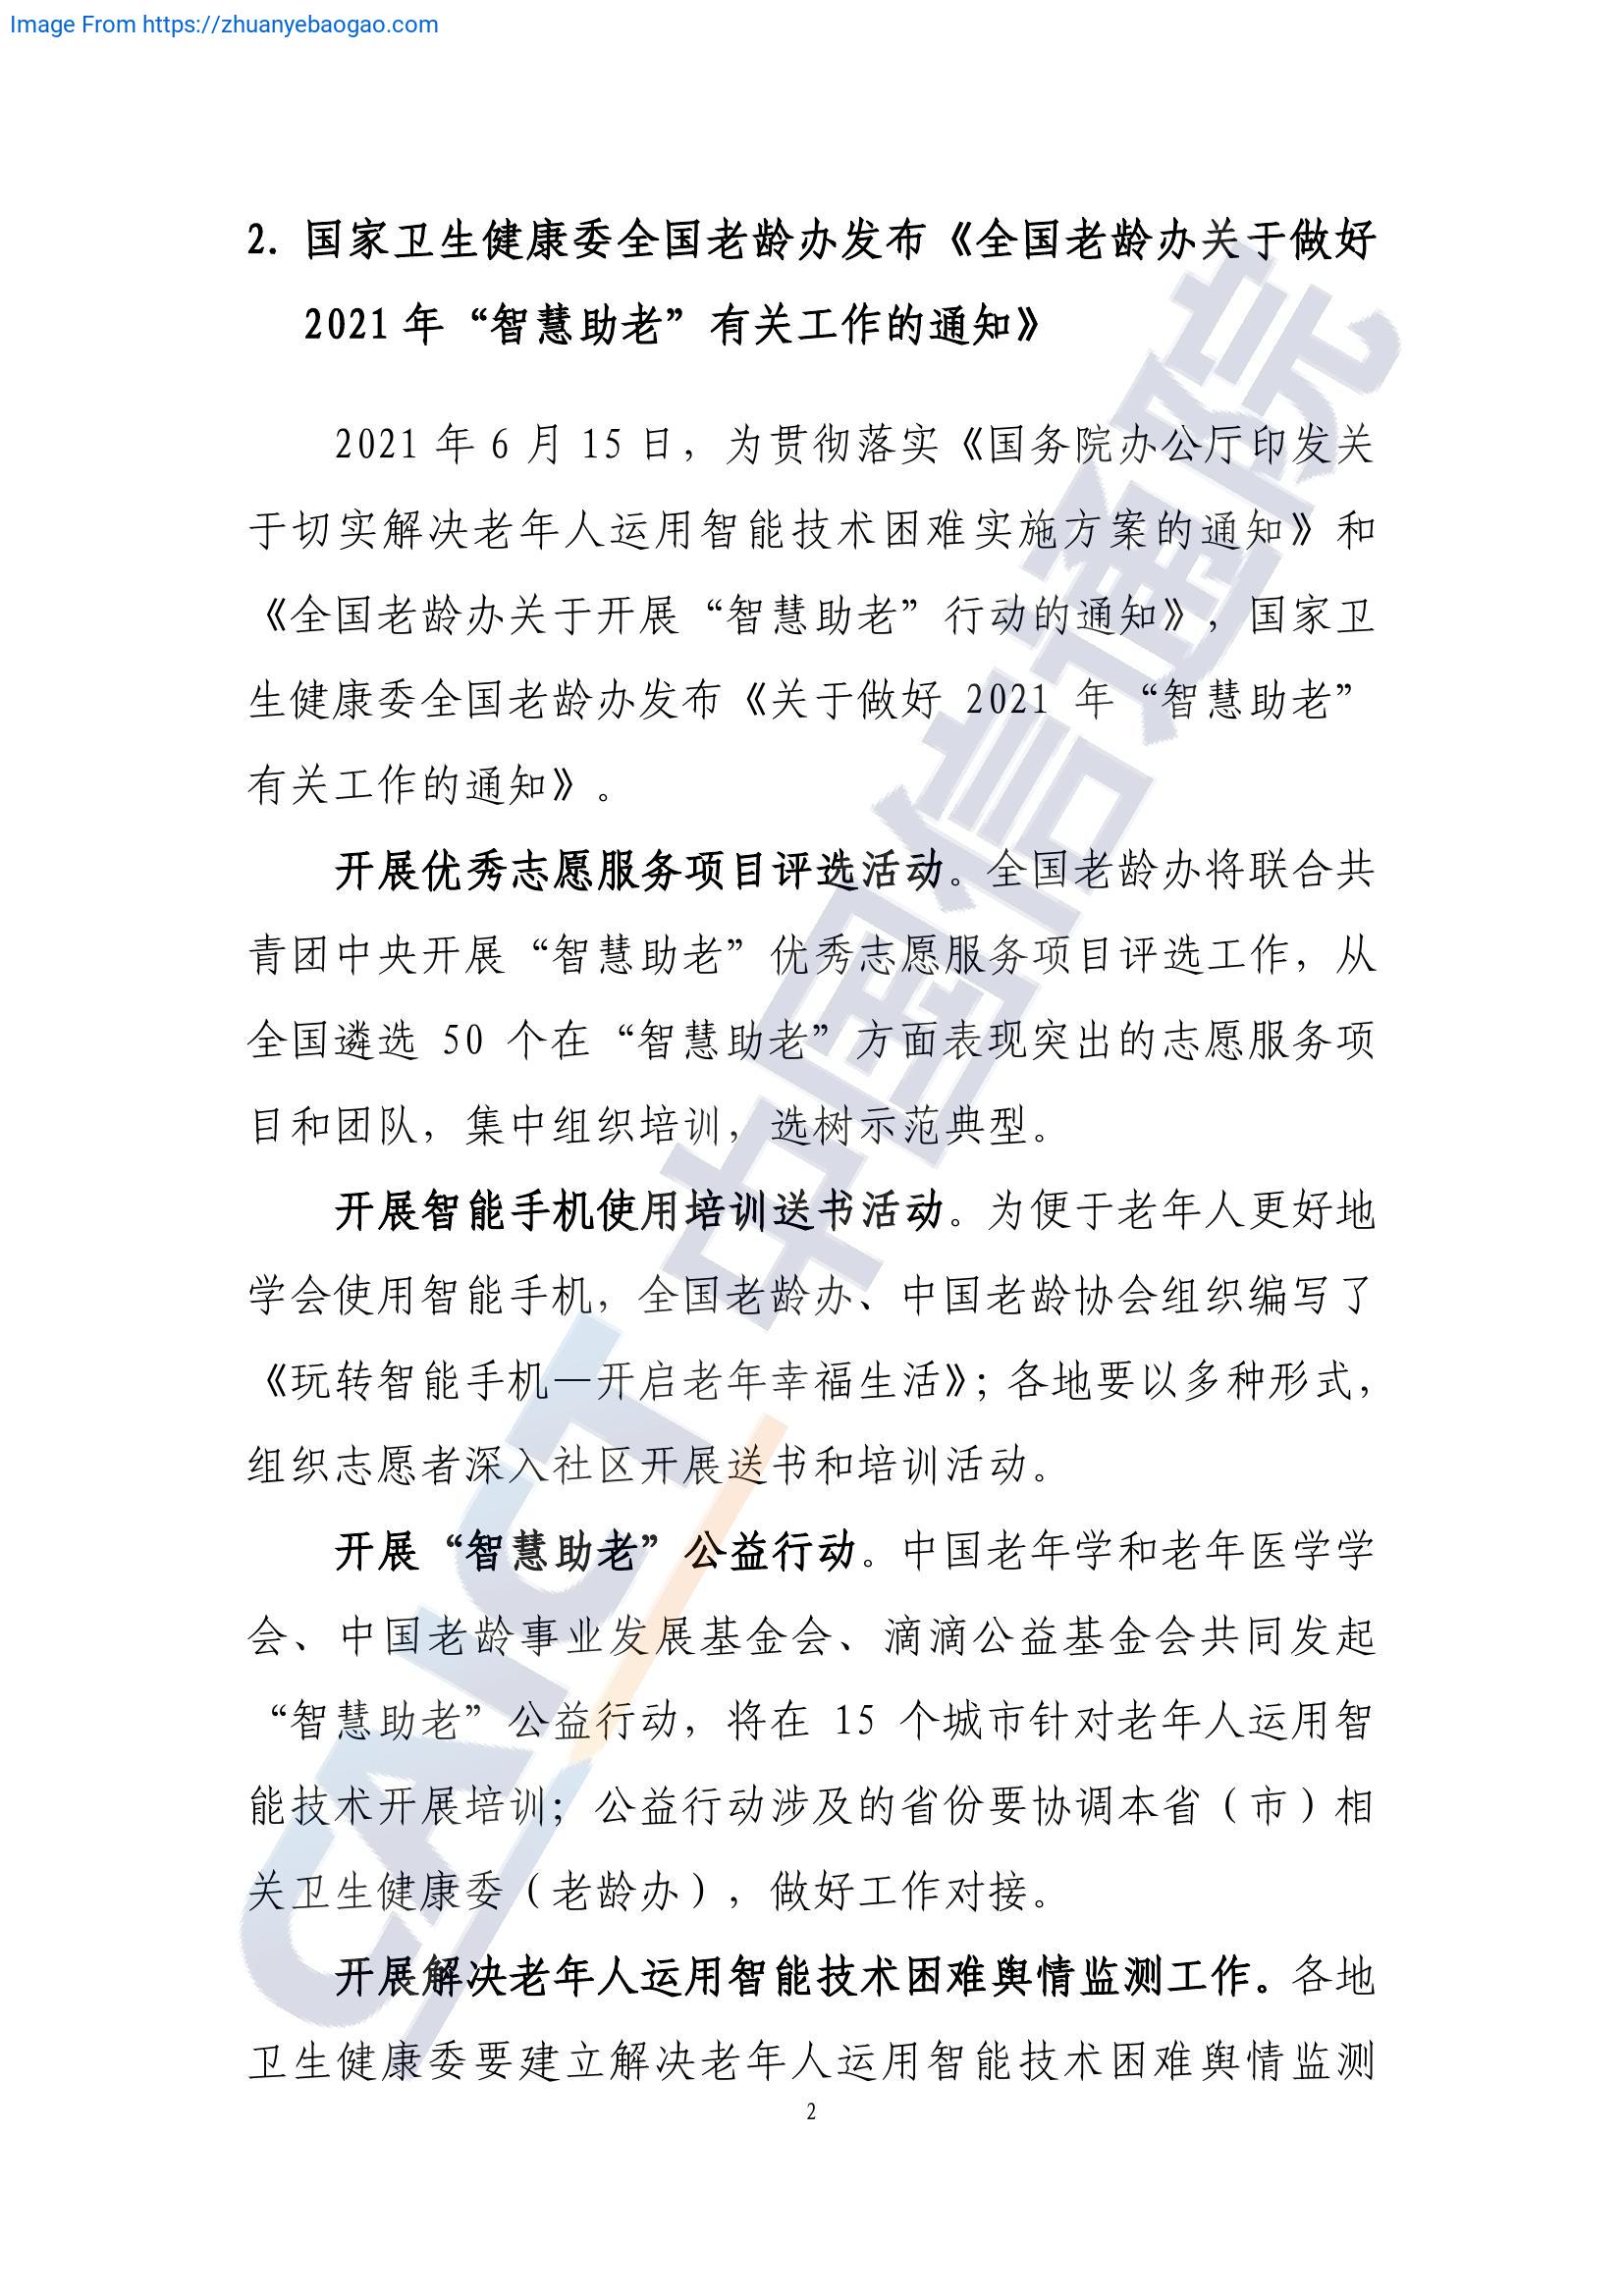 Image From https://zhuanyebaogao.com
2. 国家卫生健康委全国老龄办发布《全国老龄办关于做好
2021 年“智慧助老”有关工作的通知》
2021 年 6 月 15 日，为贯彻落实《国务院办公厅印发关
于切实解决老年人运用智能技术困难实施方案的通知》和
《全国老龄办关于开展“智慧助老”行动的通知》，国家卫
生健康委全国老龄办发布《关于做好 2021 年“智慧助老”
有关工作的通知》。
开展优秀志愿服务项目评选活动。全国老龄办将联合共
青团中央开展“智慧助老”优秀志愿服务项目评选工作，从
全国遴选 50 个在“智慧助老”方面表现突出的志愿服务项
目和团队，集中组织培训，选树示范典型。
开展智能手机使用培训送书活动。为便于老年人更好地
学会使用智能手机，全国老龄办、中国老龄协会组织编写了
《玩转智能手机—开启老年幸福生活》；各地要以多种形式，
组织志愿者深入社区开展送书和培训活动。
开展“智慧助老”公益行动。中国老年学和老年医学学
会、中国老龄事业发展基金会、滴滴公益基金会共同发起
“智慧助老”公益行动，将在 15 个城市针对老年人运用智
能技术开展培训；公益行动涉及的省份要协调本省（市）相
关卫生健康委（老龄办），做好工作对接。
开展解决老年人运用智能技术困难舆情监测工作。各地
卫生健康委要建立解决老年人运用智能技术困难舆情监测
2
CAICT 中国信通院